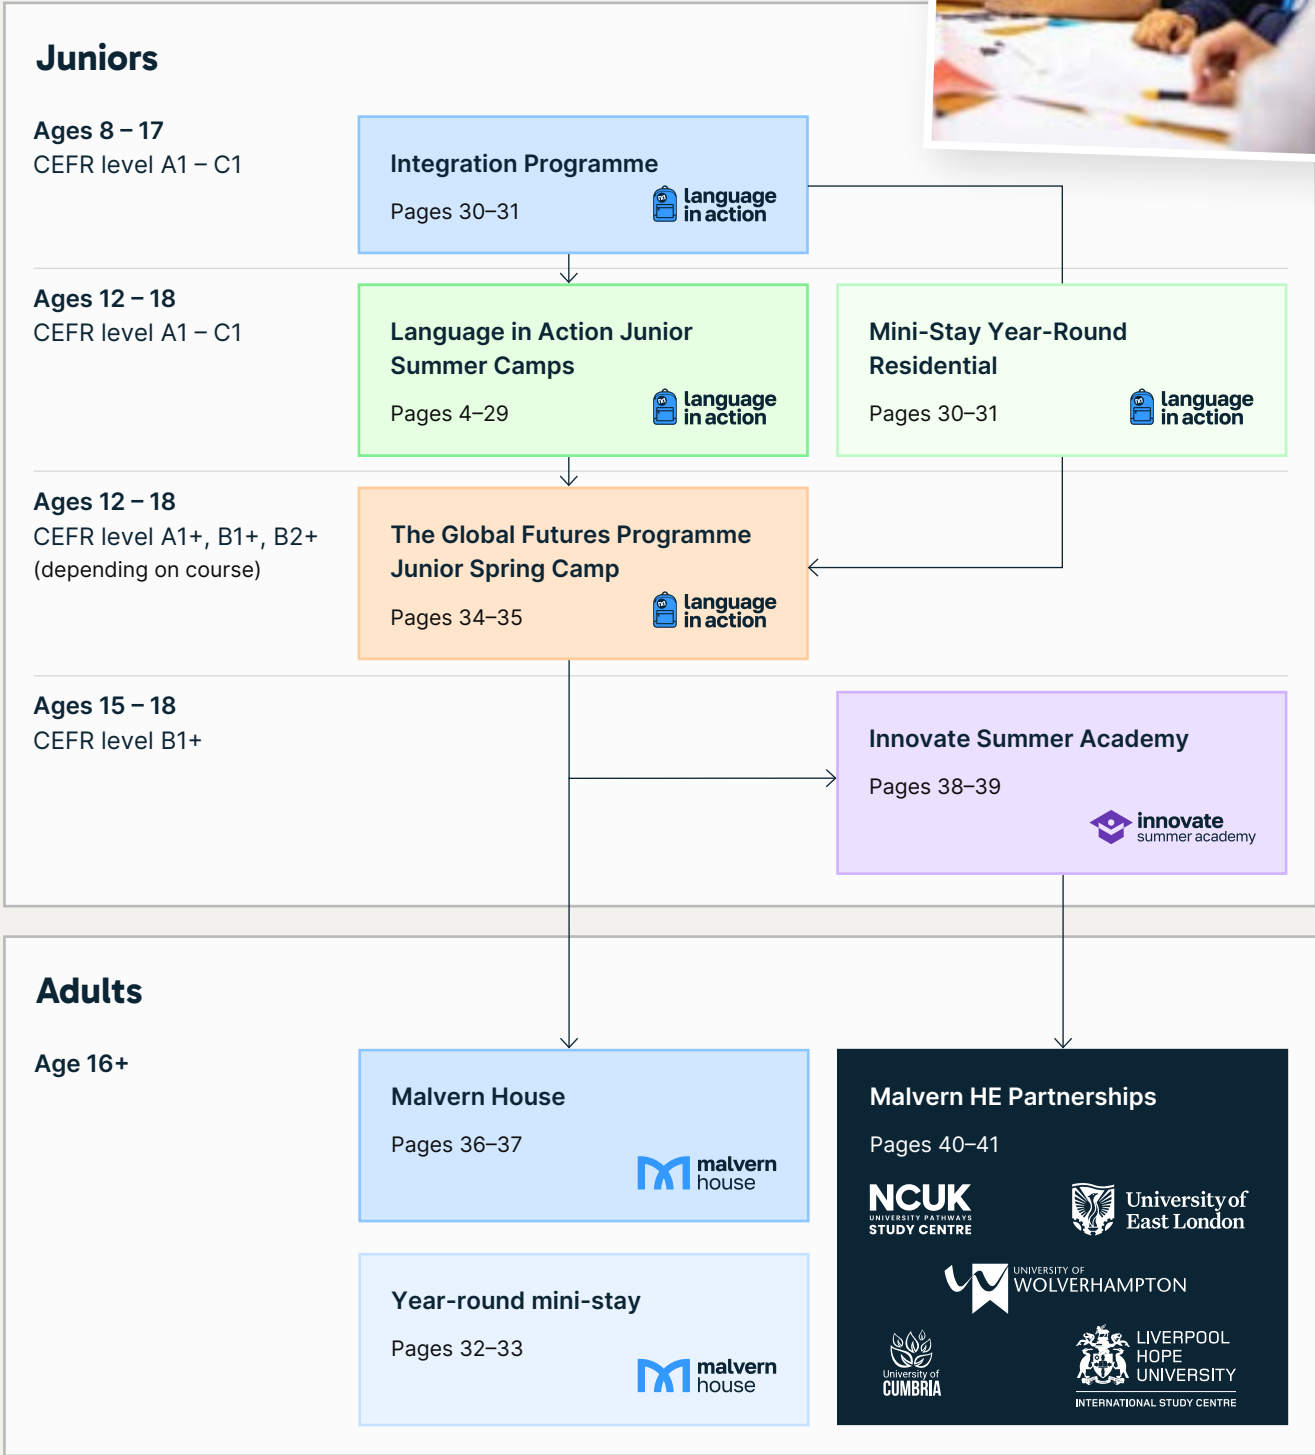 Juniors
Ages 8 – 17
CEFR level A1 – C1
Integration Programme
Pages 30–31
language
in action
Ages 12 – 18
CEFR level A1 – C1
Language in Action Junior
Summer Camps
Pages 4–29
language
in action
Mini-Stay Year-Round
Residential
Pages 30–31
language
in action
Ages 12 – 18
CEFR level A1+, B1+, B2+
(depending on course)
The Global Futures Programme
Junior Spring Camp
Pages 34–35
language
in action
Ages 15 – 18
CEFR level B1+
Innovate Summer Academy
Pages 38–39
innovate
summer academy
Adults
Age 16+
Malvern House
Pages 36–37
malvern
house
Year-round mini-stay
Pages 32–33
malvern
house
Malvern HE Partnerships
Pages 40–41
NCUK
UNIVERSITY PATHWAYS
STUDY CENTRE
University of
East London
UNIVERSITY OF
WOLVERHAMPTON
University of
CUMBRIA
LIVERPOOL
HOPE
UNIVERSITY
INTERNATIONAL STUDY CENTRE